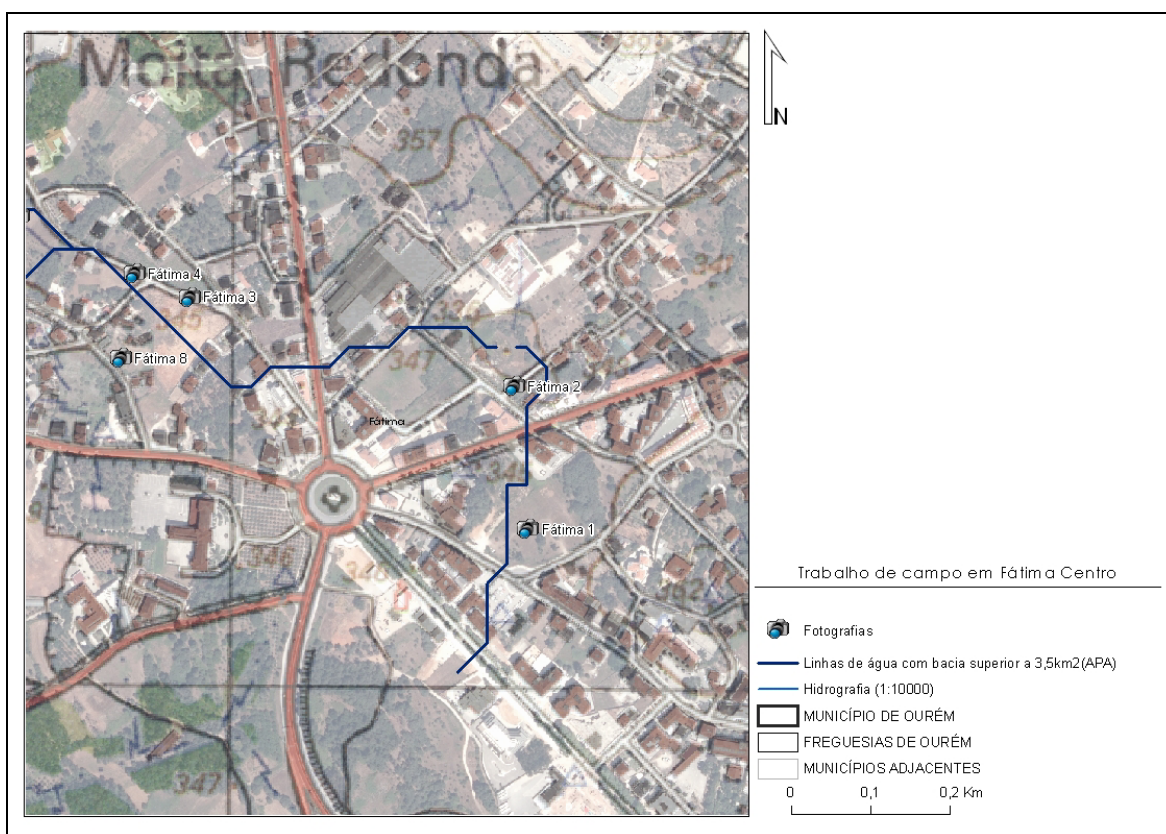 Moita Redonda
N
357
Fátima 4
Fátima 3
Fátima 8
347
Fátima 2
Fátima
Fátima 1
346
347
Trabalho de campo em Fátima Centro
Fotografias
Linhas de água com bacia superior a 3,5km2(APA)
Hidrografia (1:10000)
MUNICÍPIO DE OURÉM
FREGUESIAS DE OURÉM
MUNICÍPIOS ADJACENTES
0 0,1 0,2 Km